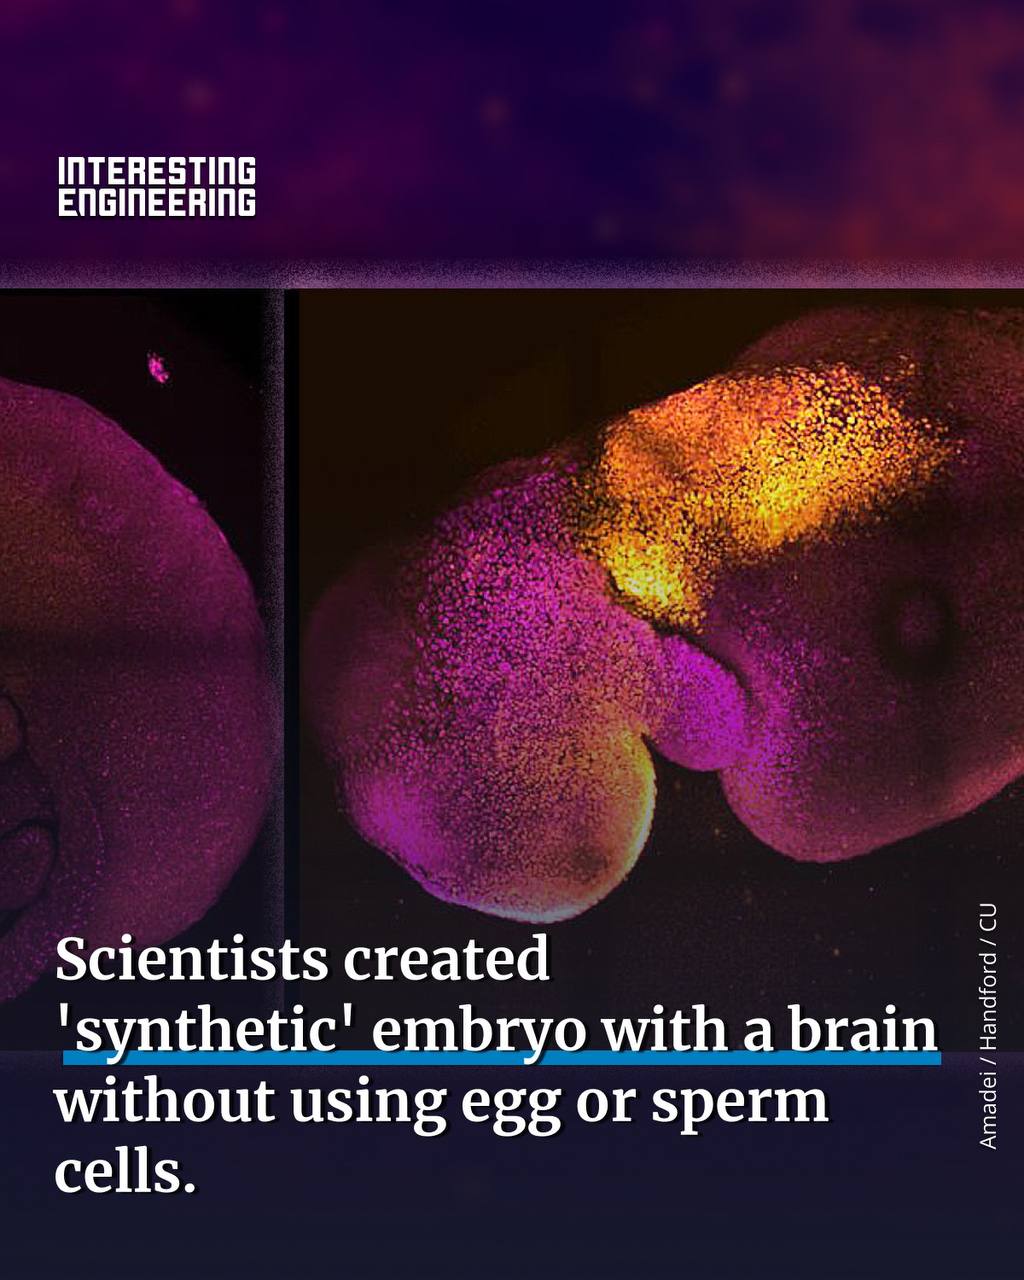 INTERESTING
ENGINEERING
Scientists created
'synthetic' embryo with a brain
without using egg or sperm
cells.
Amadei / Handford / CU